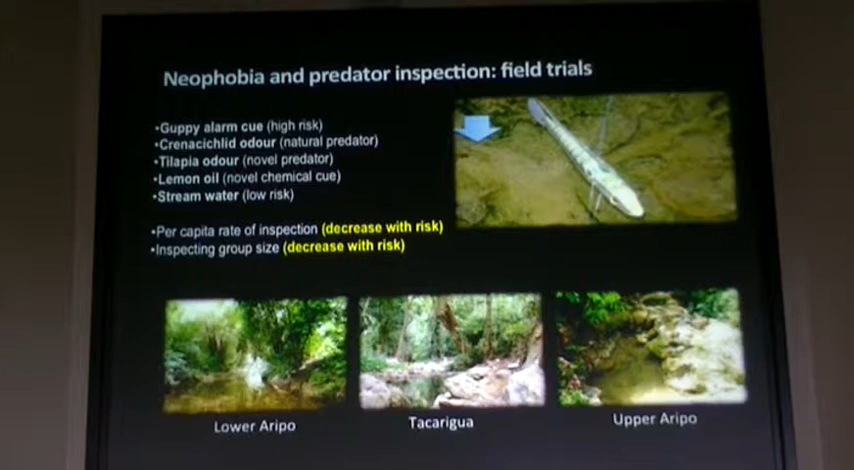 Neophobia and predator inspection: field trials
•Guppy alarm cue (high risk)
•Crenacichlid odour (natural predator)
•Tilapia odour (novel predator)
•Lemon oil (novel chemical cue)
•Stream water (low risk)
•Per capita rate of inspection (decrease with risk)
•Inspecting group size (decrease with risk)
Lower Aripo
Tacarigua
Upper Aripo